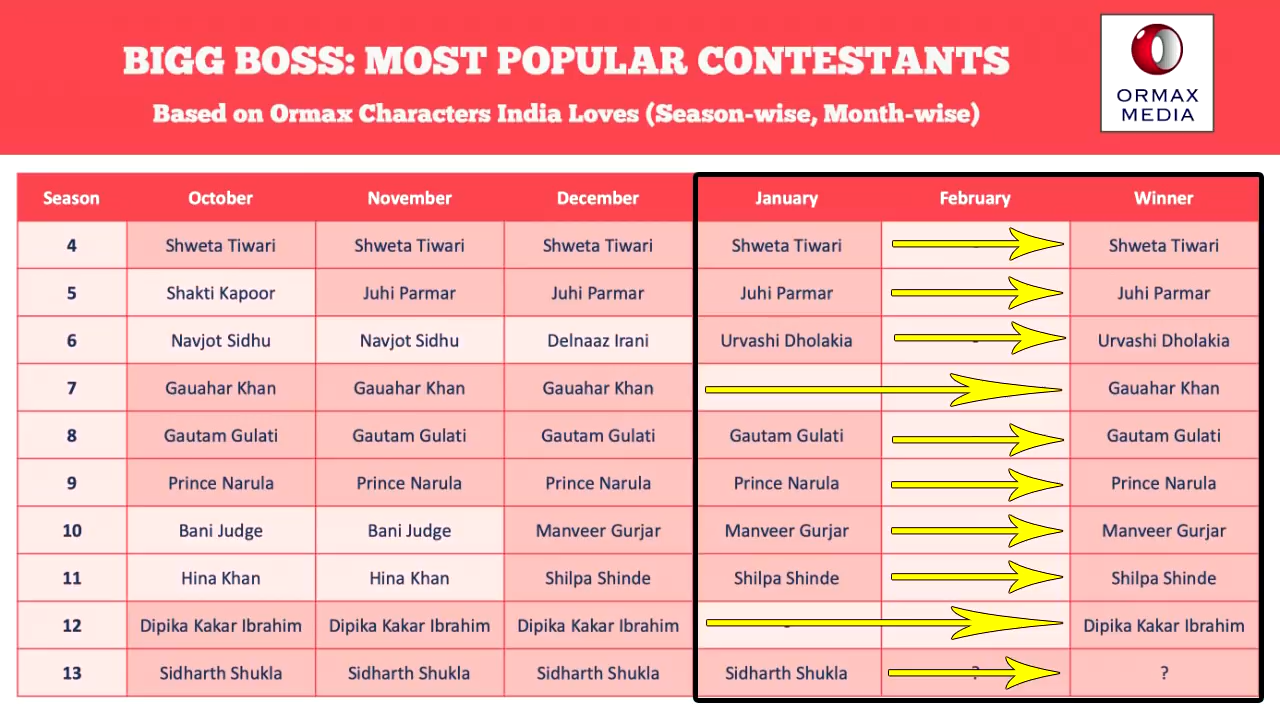 BIGG BOSS: MOST POPULAR CONTESTANTS
Based on Ormax Characters India Loves (Season-wise, Month-wise)
ORMAX
MEDIA
Season October November December January February Winner
4 Shweta Tiwari Shweta Tiwari Shweta Tiwari Shweta Tiwari Shweta Tiwari
5 Shakti Kapoor Juhi Parmar Juhi Parmar Juhi Parmar Juhi Parmar
6 Navjot Sidhu Navjot Sidhu Delnaaz Irani Urvashi Dholakia Urvashi Dholakia
7 Gauahar Khan Gauahar Khan Gauahar Khan Gauahar Khan
8 Gautam Gulati Gautam Gulati Gautam Gulati Gautam Gulati Gautam Gulati
9 Prince Narula Prince Narula Prince Narula Prince Narula Prince Narula
10 Bani Judge Bani Judge Manveer Gurjar Manveer Gurjar Manveer Gurjar
11 Hina Khan Hina Khan Shilpa Shinde Shilpa Shinde Shilpa Shinde
12 Dipika Kakar Ibrahim Dipika Kakar Ibrahim Dipika Kakar Ibrahim Dipika Kakar Ibrahim
13 Sidharth Shukla Sidharth Shukla Sidharth Shukla Sidharth Shukla ? ?